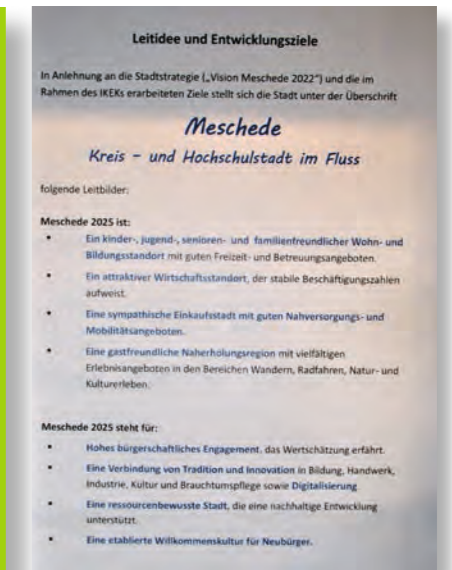 Leitidee und Entwicklungsziele
In Anlehnung an die Stadtstrategie („Vision Meschede 2022") und die im
Rahmen des IKEKs erarbeiteten Ziele stellt sich die Stadt unter der Überschrift
Meschede
Kreis - und Hochschulstadt im Fluss
folgende Leitbilder:
Meschede 2025 ist:
• Ein kinder-, jugend-, senioren- und familienfreundlicher Wohn- und
Bildungsstandort mit guten Freizeit- und Betreuungsangeboten.
• Ein attraktiver Wirtschaftsstandort, der stabile Beschäftigungszahlen
aufweist.
• Eine sympathische Einkaufsstadt mit guten Nahversorgungs- und
Mobilitätsangeboten.
• Eine gastfreundliche Naherholungsregion mit vielfältigen
Erlebnisangeboten in den Bereichen Wandern, Radfahren, Natur- und
Kulturerleben.
Meschede 2025 steht für:
• Hohes bürgerschaftliches Engagement, das Wertschätzung erfährt.
• Eine Verbindung von Tradition und Innovation in Bildung, Handwerk,
Industrie, Kultur und Brauchtumspflege sowie Digitalisierung.
• Eine ressourcenbewusste Stadt, die eine nachhaltige Entwicklung
unterstützt.
• Eine etablierte Willkommenskultur für Neubürger.